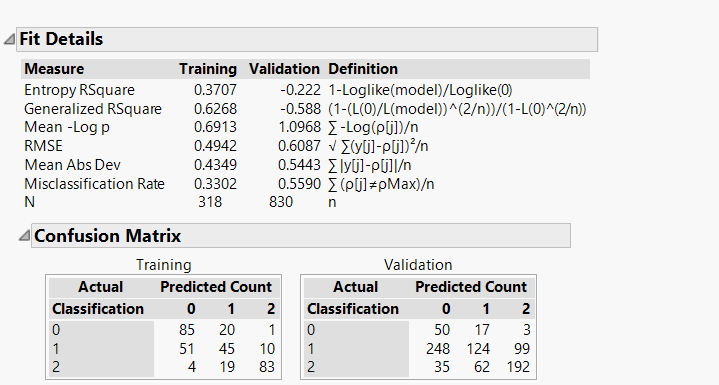 Fit Details
Measure Training Validation Definition
Entropy RSquare 0.3707 -0.222 1-Loglike(model)/Loglike(0)
Generalized RSquare 0.6268 -0.588 (1-(L(0)/L(model))^(2/n))/(1-L(0)^(2/n))
Mean -Log p 0.6913 1.0968 ∑ -Log(ρ[j])/n
RMSE 0.4942 0.6087 √ ∑(y[j]-ρ[j])²/n
Mean Abs Dev 0.4349 0.5443 ∑ |y[j]-ρ[j]|/n
Misclassification Rate 0.3302 0.5590 ∑ (ρ[j]≠ρMax)/n
N 318 830 n
Confusion Matrix
Training Validation
Actual Predicted Count Actual Predicted Count
Classification 0 1 2 Classification 0 1 2
0 85 20 1 0 50 17 3
1 51 45 10 1 248 124 99
2 4 19 83 2 35 62 192